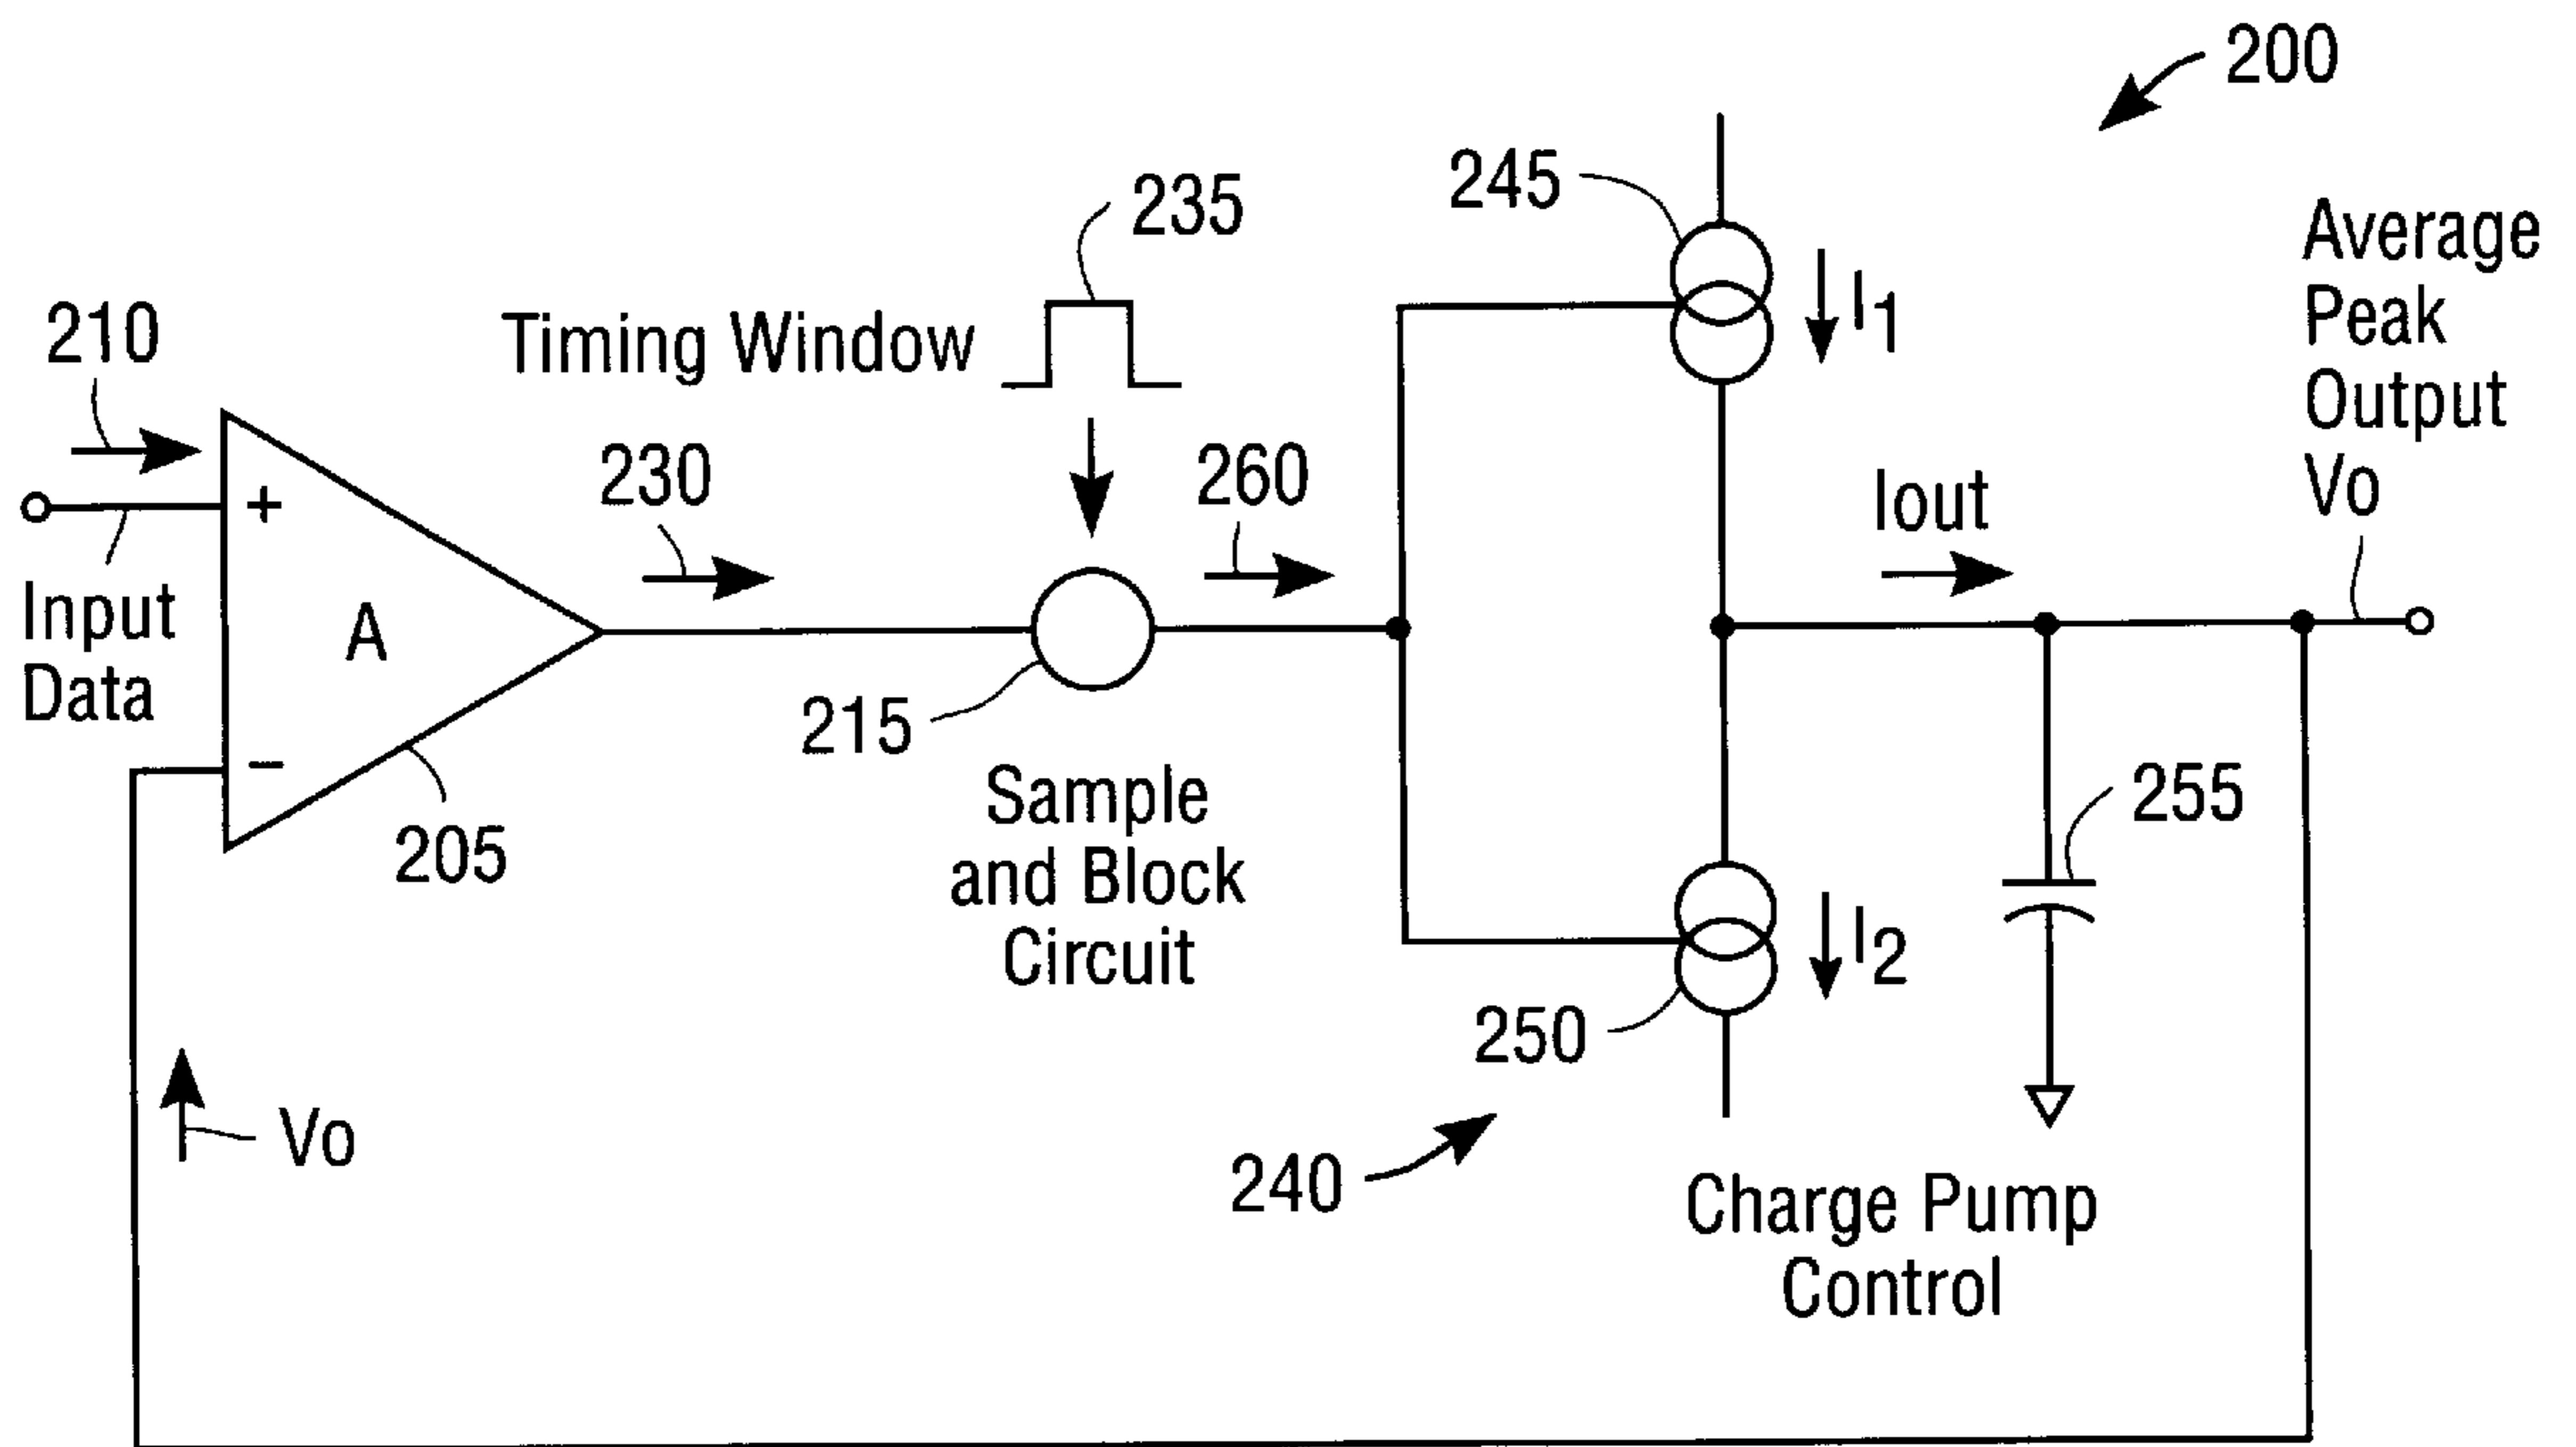 200
245
235
Average
Peak
Output
Vo
I1
210
Timing Window
230
260
Iout
+
Input
Data
A
215
-
205
Sample
and Block
Circuit
255
I2
250
Vo
240
Charge Pump
Control